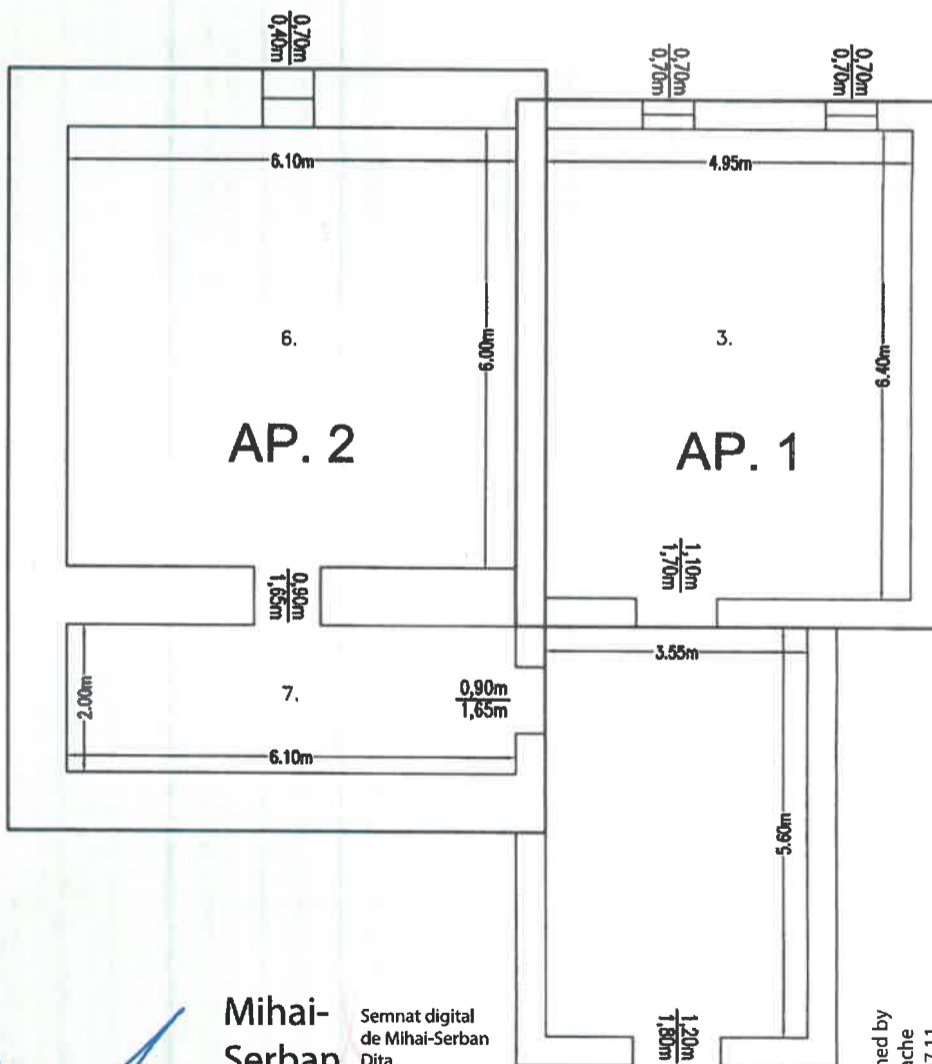 0,70m
0,40m
0,70m
0,70m
0,70m
0,70m
6.10m
4.95m
6.
6.00m
3.
6.40m
AP. 2
AP. 1
0,90m
1,65m
1,10m
1,70m
3.55m
2.00m
7.
0,90m
1,65m
6.10m
5.60m
1,20m
1,80m
Mihai-
Serban
Semnat digital
de Mihai-Serban
Dita